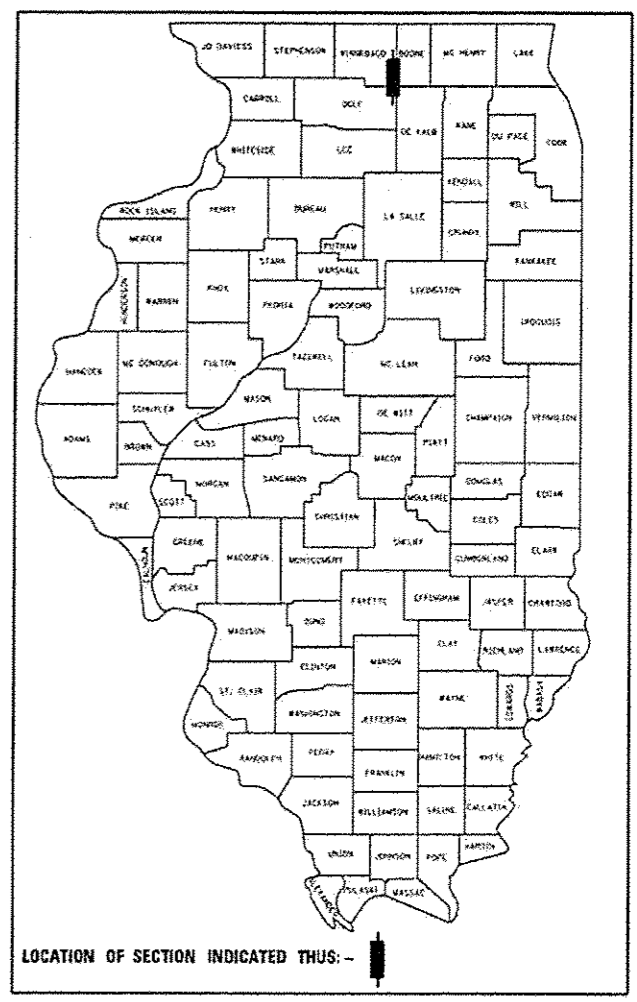 JO DAVIESS
STEPHENSON
WINNEBAGO
BOONE
MC HENRY
LAKE
CARROLL
OGLE
DE KALB
KANE
DU PAGE
COOK
WHITESIDE
LEE
KENDALL
ROCK ISLAND
HENRY
BUREAU
LA SALLE
WILL
MERCER
PUTNAM
GRUNDY
STARK
MARSHALL
KANKAKEE
HENDERSON
WARREN
KNOX
PEORIA
WOODFORD
LIVINGSTON
IROQUOIS
HANCOCK
MC DONOUGH
FULTON
TAZEWELL
MC LEAN
FORD
MASON
SCHUYLER
LOGAN
DE WITT
CHAMPAIGN
VERMILION
ADAMS
BROWN
CASS
MENARD
PIATT
MACON
PIKE
SCOTT
MORGAN
SANGAMON
MOULTRIE
DOUGLAS
EDGAR
CHRISTIAN
COLES
GREENE
SHELBY
CALHOUN
MACOUPIN
MONTGOMERY
CUMBERLAND
CLARK
JERSEY
FAYETTE
EFFINGHAM
JASPER
CRAWFORD
MADISON
BOND
CLAY
RICHLAND
LAWRENCE
CLINTON
MARION
ST. CLAIR
WAYNE
EDWARDS
WABASH
MONROE
WASHINGTON
JEFFERSON
RANDOLPH
PERRY
HAMILTON
WHITE
FRANKLIN
JACKSON
WILLIAMSON
SALINE
GALLATIN
UNION
JOHNSON
POPE
HARDIN
ALEXANDER
PULASKI
MASSAC
LOCATION OF SECTION INDICATED THUS: -